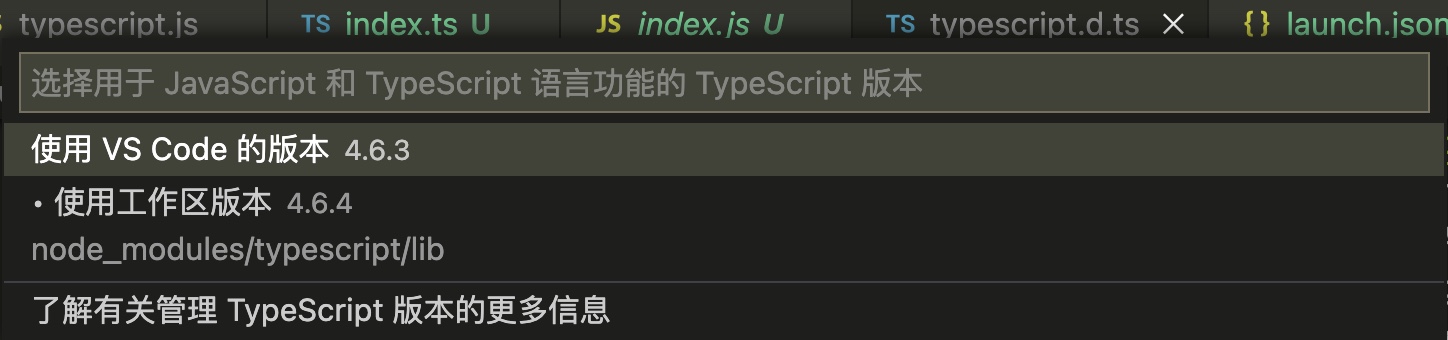 typescript.js TS index.ts U JS index.js U TS typescript.d.ts × {} launch.json
选择用于 JavaScript 和 TypeScript 语言功能的 TypeScript 版本
使用 VS Code 的版本 4.6.3
• 使用工作区版本 4.6.4
node_modules/typescript/lib
了解有关管理 TypeScript 版本的更多信息